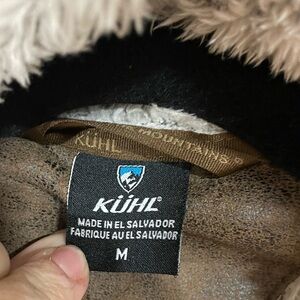 KÜHL
MOUNTAINS
KÜHL
MADE IN EL SALVADOR
FABRIQUE AU EL SALVADOR
M